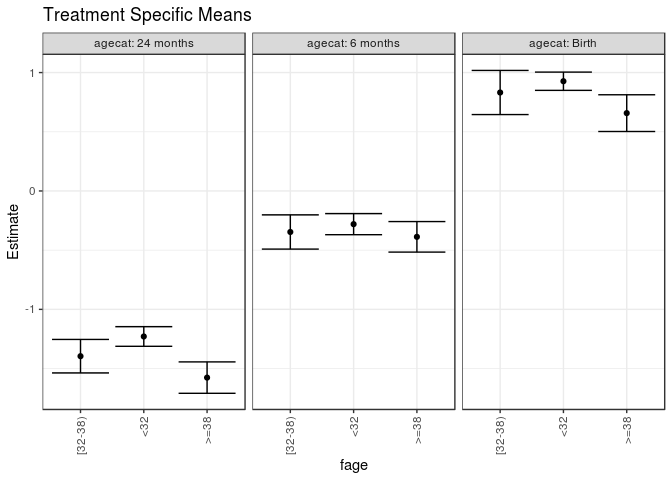 Treatment Specific Means
agecat: 24 months
agecat: 6 months
agecat: Birth
Estimate
1
0
-1
[32-38)
<32
>=38
[32-38)
<32
>=38
[32-38)
<32
>=38
fage